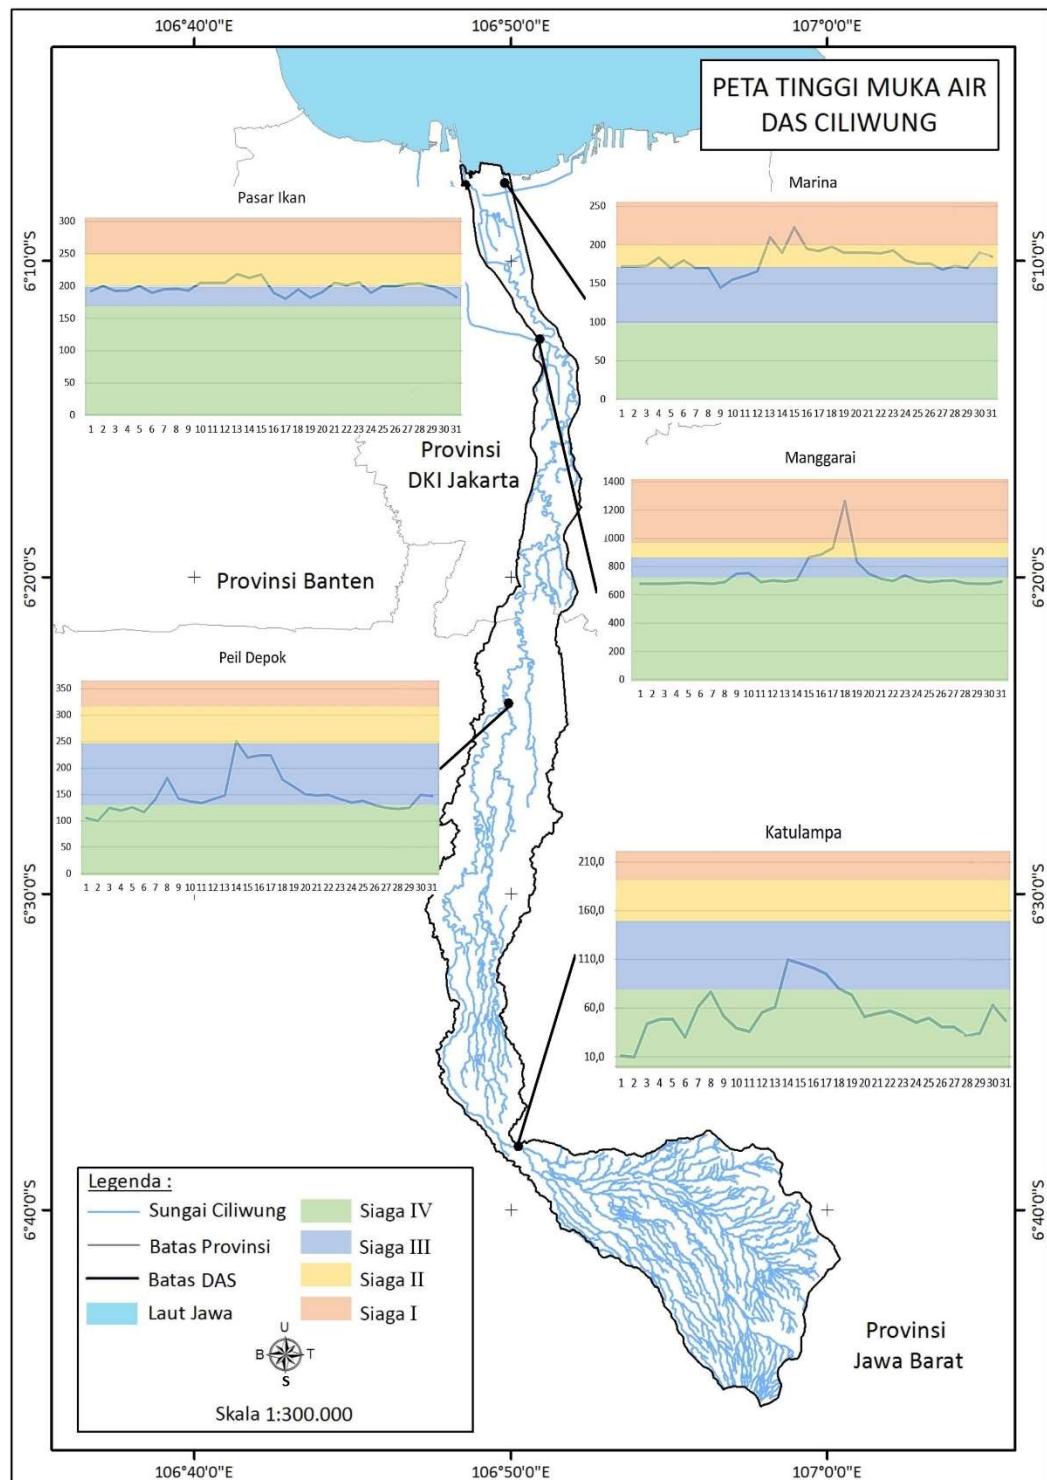 106°40'0"E 106°50'0"E 107°0'0"E
PETA TINGGI MUKA AIR
DAS CILIWUNG
6°10'0"S
6°20'0"S
6°30'0"S
6°40'0"S
Pasar Ikan
300
250
200
150
100
50
0
1 2 3 4 5 6 7 8 9 10 11 12 13 14 15 16 17 18 19 20 21 22 23 24 25 26 27 28 29 30 31
Marina
250
200
150
100
50
0
1 2 3 4 5 6 7 8 9 10 11 12 13 14 15 16 17 18 19 20 21 22 23 24 25 26 27 28 29 30 31
Provinsi
DKI Jakarta
Manggarai
1400
1200
1000
800
600
400
200
0
1 2 3 4 5 6 7 8 9 10 11 12 13 14 15 16 17 18 19 20 21 22 23 24 25 26 27 28 29 30 31
Provinsi Banten
Peil Depok
350
300
250
200
150
100
50
0
1 2 3 4 5 6 7 8 9 10 11 12 13 14 15 16 17 18 19 20 21 22 23 24 25 26 27 28 29 30 31
Katulampa
210,0
160,0
110,0
60,0
10,0
1 2 3 4 5 6 7 8 9 10 11 12 13 14 15 16 17 18 19 20 21 22 23 24 25 26 27 28 29 30 31
Legenda :
Sungai Ciliwung
Batas Provinsi
Batas DAS
Laut Jawa
Siaga IV
Siaga III
Siaga II
Siaga I
U
B T
S
Skala 1:300.000
Provinsi
Jawa Barat
6°10'0"S
6°20'0"S
6°30'0"S
6°40'0"S
106°40'0"E 106°50'0"E 107°0'0"E